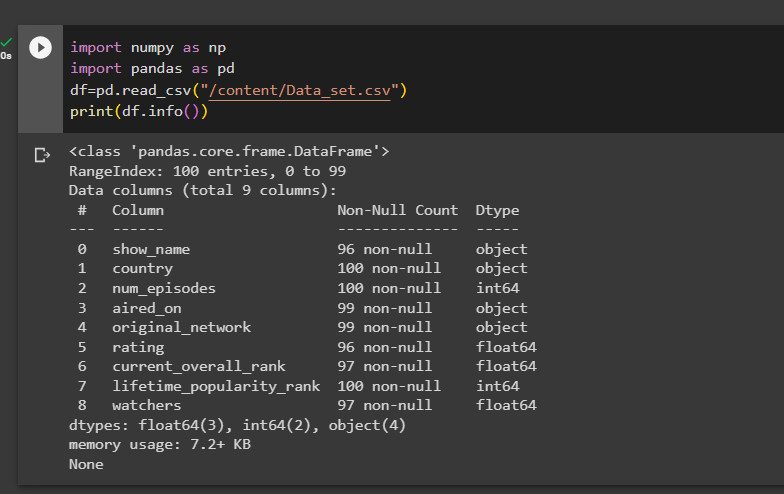 0s
import numpy as np
import pandas as pd
df=pd.read_csv("/content/Data_set.csv")
print(df.info())
<class 'pandas.core.frame.DataFrame'>
RangeIndex: 100 entries, 0 to 99
Data columns (total 9 columns):
 #   Column                    Non-Null Count  Dtype
---  ------                    --------------  -----
 0   show_name                 96 non-null     object
 1   country                   100 non-null    object
 2   num_episodes              100 non-null    int64
 3   aired_on                  99 non-null     object
 4   original_network          99 non-null     object
 5   rating                    96 non-null     float64
 6   current_overall_rank      97 non-null     float64
 7   lifetime_popularity_rank  100 non-null    int64
 8   watchers                  97 non-null     float64
dtypes: float64(3), int64(2), object(4)
memory usage: 7.2+ KB
None